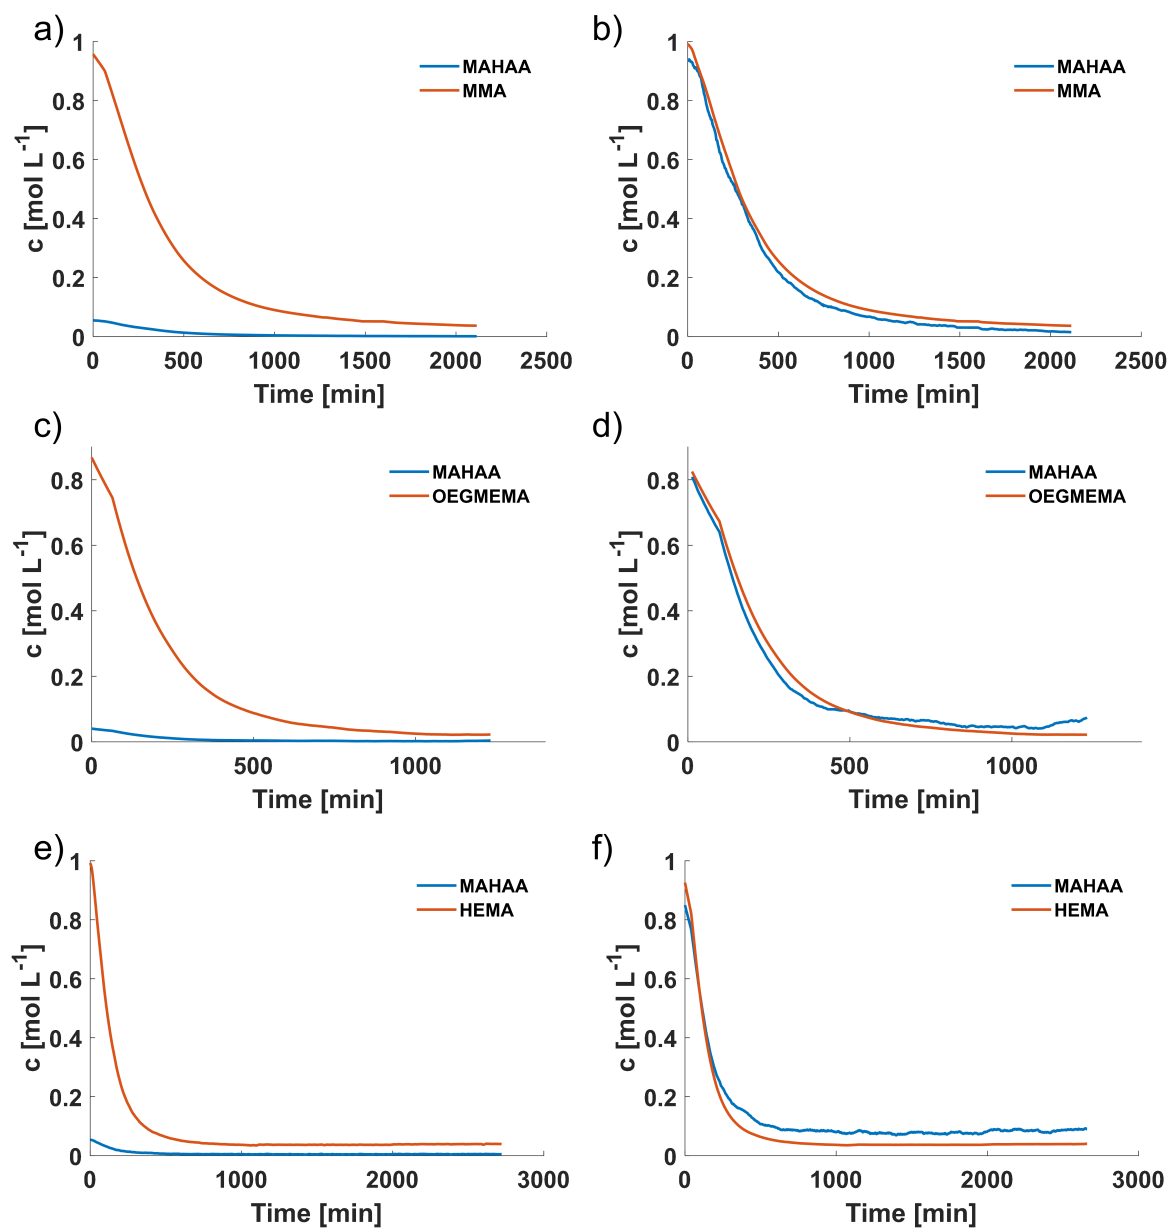 a)
MAHAA
MMA
c [mol L-1]
1
0.8
0.6
0.4
0.2
0
0 500 1000 1500 2000 2500
Time [min]
b)
MAHAA
MMA
c [mol L-1]
1
0.8
0.6
0.4
0.2
0
0 500 1000 1500 2000 2500
Time [min]
c)
MAHAA
OEGMEMA
c [mol L-1]
0.8
0.6
0.4
0.2
0
0 500 1000
Time [min]
d)
MAHAA
OEGMEMA
c [mol L-1]
0.8
0.6
0.4
0.2
0
0 500 1000
Time [min]
e)
MAHAA
HEMA
c [mol L-1]
1
0.8
0.6
0.4
0.2
0
0 1000 2000 3000
Time [min]
f)
MAHAA
HEMA
c [mol L-1]
1
0.8
0.6
0.4
0.2
0
0 1000 2000 3000
Time [min]